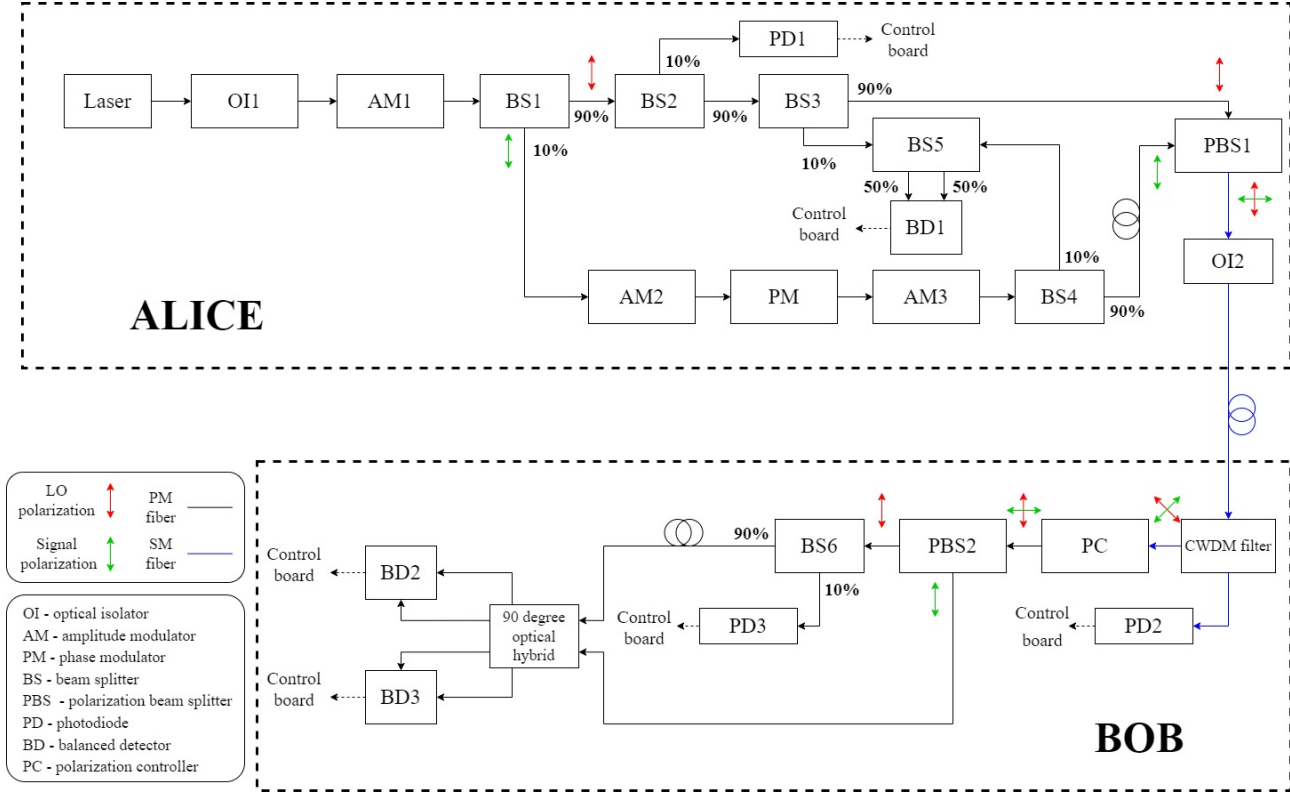 PD1
Control
board
10%
Laser
OI1
AM1
BS1
90%
BS2
90%
BS3
90%
10%
10%
BS5
PBS1
50%
50%
Control
board
BD1
OI2
10%
AM2
PM
AM3
BS4
90%
ALICE
LO
polarization
PM
fiber
Signal
polarization
SM
fiber
OI - optical isolator
AM - amplitude modulator
PM - phase modulator
BS - beam splitter
PBS - polarization beam splitter
PD - photodiode
BD - balanced detector
PC - polarization controller
90%
BS6
PBS2
PC
CWDM filter
Control
board
BD2
10%
90 degree
optical
hybrid
Control
board
PD3
Control
board
PD2
Control
board
BD3
BOB